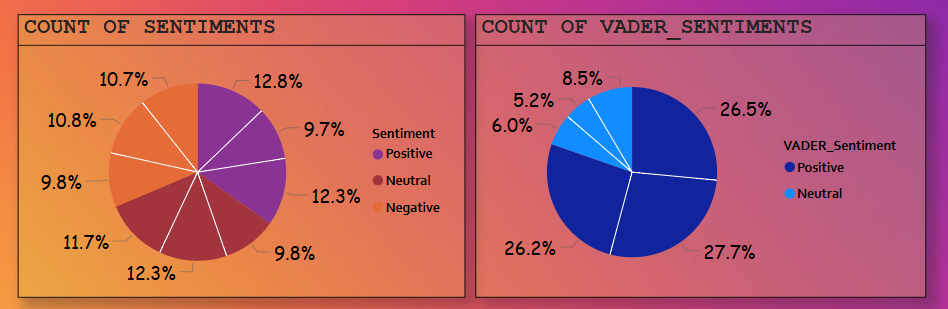 COUNT OF SENTIMENTS
10.7%
12.8%
10.8%
9.7%
9.8%
12.3%
11.7%
9.8%
12.3%
Sentiment
Positive
Neutral
Negative
COUNT OF VADER_SENTIMENTS
8.5%
5.2%
26.5%
6.0%
26.2%
27.7%
VADER_Sentiment
Positive
Neutral